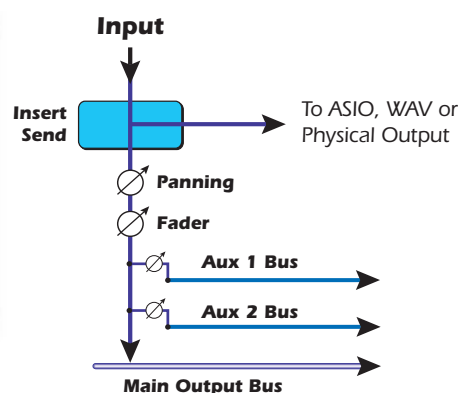 Input
Insert
Send
To ASIO, WAV or
Physical Output
Panning
Fader
Aux 1 Bus
Aux 2 Bus
Main Output Bus